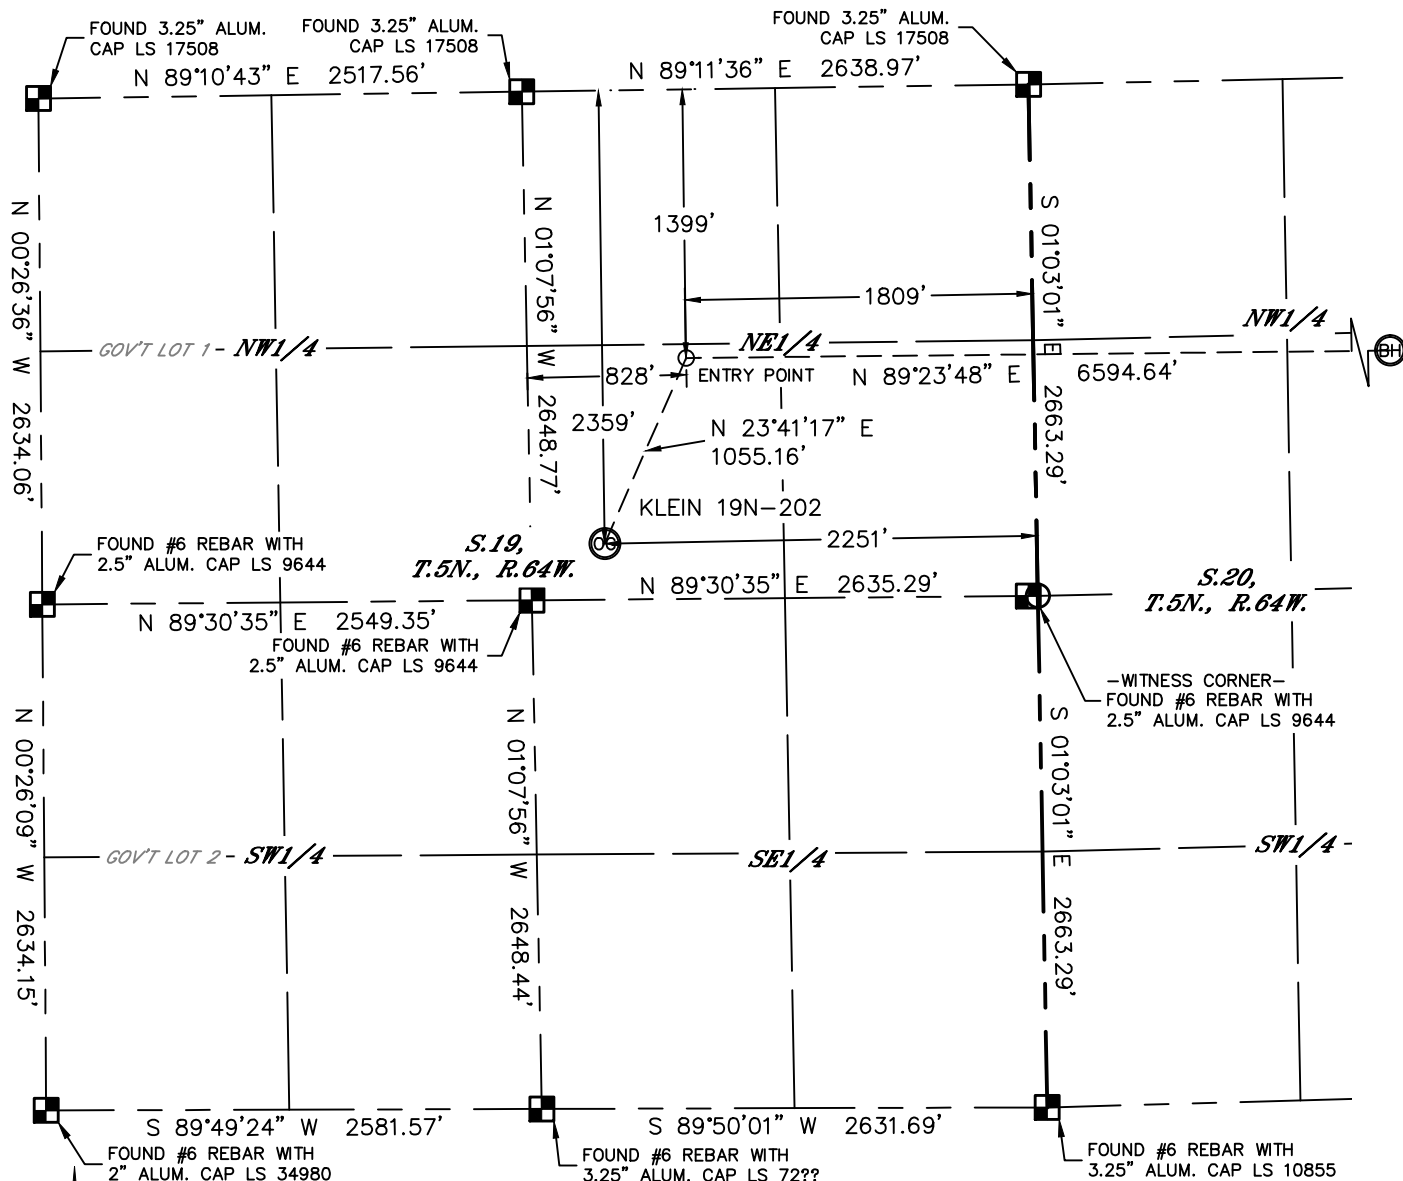 FOUND 3.25" ALUM.
CAP LS 17508
FOUND 3.25" ALUM.
CAP LS 17508
FOUND 3.25" ALUM.
CAP LS 17508
N 89°10'43" E 2517.56'
N 89°11'36" E 2638.97'
N 00°26'36" W 2634.06'
N 01°07'56" W 2648.77'
S 01°03'01" E 2663.29'
1399'
1809'
GOV'T LOT 1 - NW1/4
NE1/4
NW1/4
BH
828'
ENTRY POINT
N 89°23'48" E 6594.64'
2359'
N 23°41'17" E
1055.16'
KLEIN 19N-202
OG
2251'
FOUND #6 REBAR WITH
2.5" ALUM. CAP LS 9644
S.19,
T.5N., R.64W.
N 89°30'35" E 2635.29'
S.20,
T.5N., R.64W.
N 89°30'35" E 2549.35'
FOUND #6 REBAR WITH
2.5" ALUM. CAP LS 9644
-WITNESS CORNER-
FOUND #6 REBAR WITH
2.5" ALUM. CAP LS 9644
N 00°26'09" W 2634.15'
N 01°07'56" W 2648.44'
S 01°03'01" E 2663.29'
GOV'T LOT 2 - SW1/4
SE1/4
SW1/4
S 89°49'24" W 2581.57'
S 89°50'01" W 2631.69'
FOUND #6 REBAR WITH
2" ALUM. CAP LS 34980
FOUND #6 REBAR WITH
3.25" ALUM. CAP LS 72??
FOUND #6 REBAR WITH
3.25" ALUM. CAP LS 10855